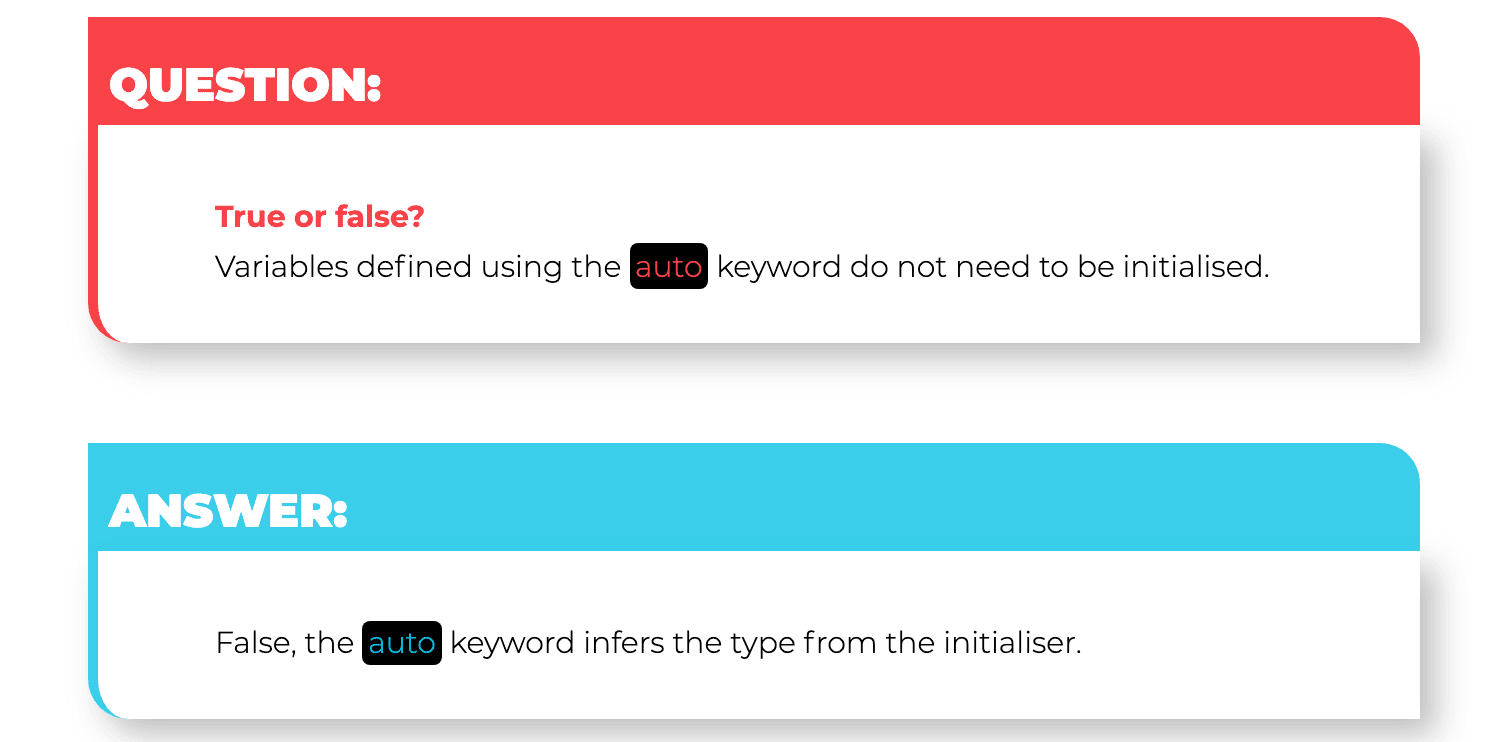 QUESTION:
True or false?
Variables defined using the auto keyword do not need to be initialised.
ANSWER:
False, the auto keyword infers the type from the initialiser.